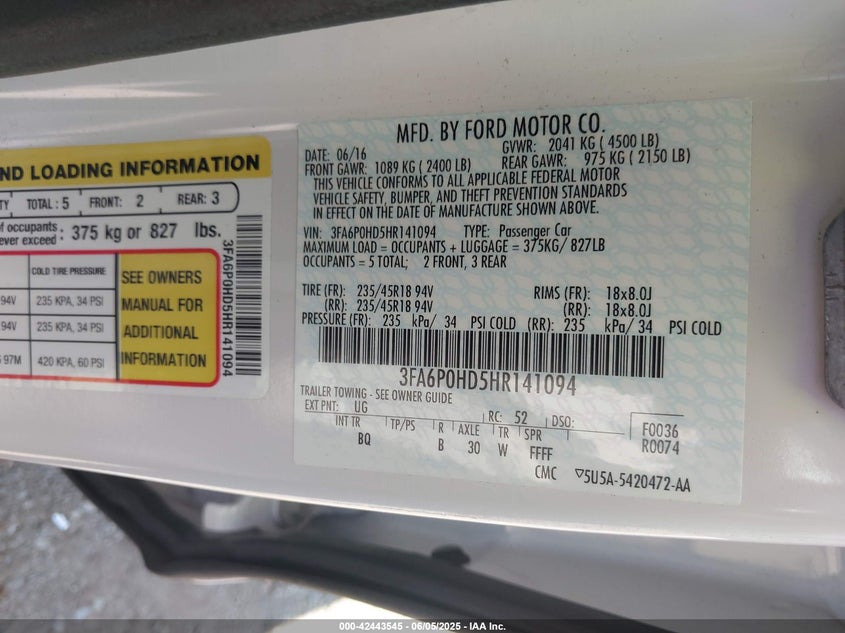 ND LOADING INFORMATION
TY TOTAL : 5 FRONT: 2 REAR: 3
of occupants
ever exceed : 375 kg or 827 lbs.
COLD TIRE PRESSURE
94V 235 KPA, 34 PSI
94V 235 KPA, 34 PSI
97M 420 KPA, 60 PSI
SEE OWNERS
MANUAL FOR
ADDITIONAL
INFORMATION
3FA6P0HD5HR141094
MFD. BY FORD MOTOR CO.
DATE: 06/16 GVWR: 2041 KG ( 4500 LB)
FRONT GAWR: 1089 KG ( 2400 LB) REAR GAWR: 975 KG ( 2150 LB)
THIS VEHICLE CONFORMS TO ALL APPLICABLE FEDERAL MOTOR
VEHICLE SAFETY, BUMPER, AND THEFT PREVENTION STANDARDS
IN EFFECT ON THE DATE OF MANUFACTURE SHOWN ABOVE.
VIN: 3FA6P0HD5HR141094 TYPE: Passenger Car
MAXIMUM LOAD = OCCUPANTS + LUGGAGE = 375KG/ 827LB
OCCUPANTS = 5 TOTAL; 2 FRONT, 3 REAR
TIRE (FR): 235/45R18 94V RIMS (FR): 18x8.0J
(RR): 235/45R18 94V (RR): 18x8.0J
PRESSURE (FR): 235 kPa/ 34 PSI COLD (RR): 235 kPa/ 34 PSI COLD
3FA6P0HD5HR141094
TRAILER TOWING - SEE OWNER GUIDE
EXT PNT: UG RC: 52 DSO: F0036
R0074
INT TR TP/PS R AXLE TR SPR
BQ B 30 W FFFF
CMC 5U5A-5420472-AA
000-42443545 - 06/05/2025 - IAA, Inc.